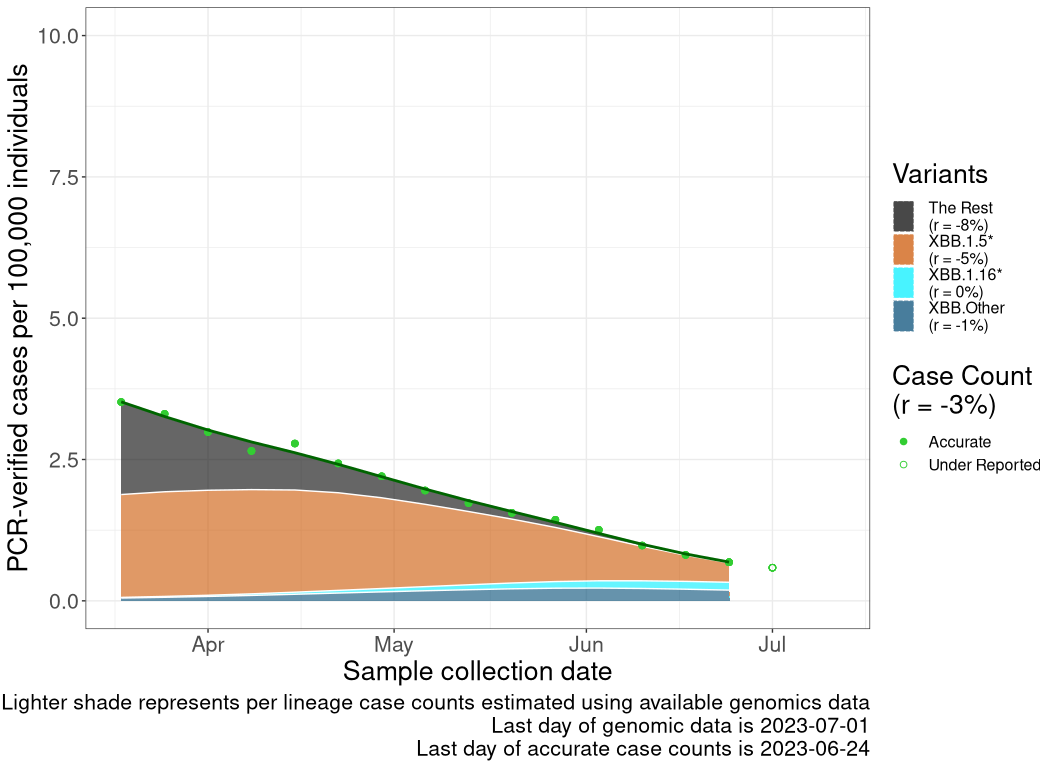 PCR-verified cases per 100,000 individuals
10.0
7.5
5.0
2.5
0.0
Apr
May
Jun
Jul
Sample collection date
Variants
The Rest
(r = -8%)
XBB.1.5*
(r = -5%)
XBB.1.16*
(r = 0%)
XBB.Other
(r = -1%)
Case Count
(r = -3%)
Accurate
Under Reported
Lighter shade represents per lineage case counts estimated using available genomics data
Last day of genomic data is 2023-07-01
Last day of accurate case counts is 2023-06-24